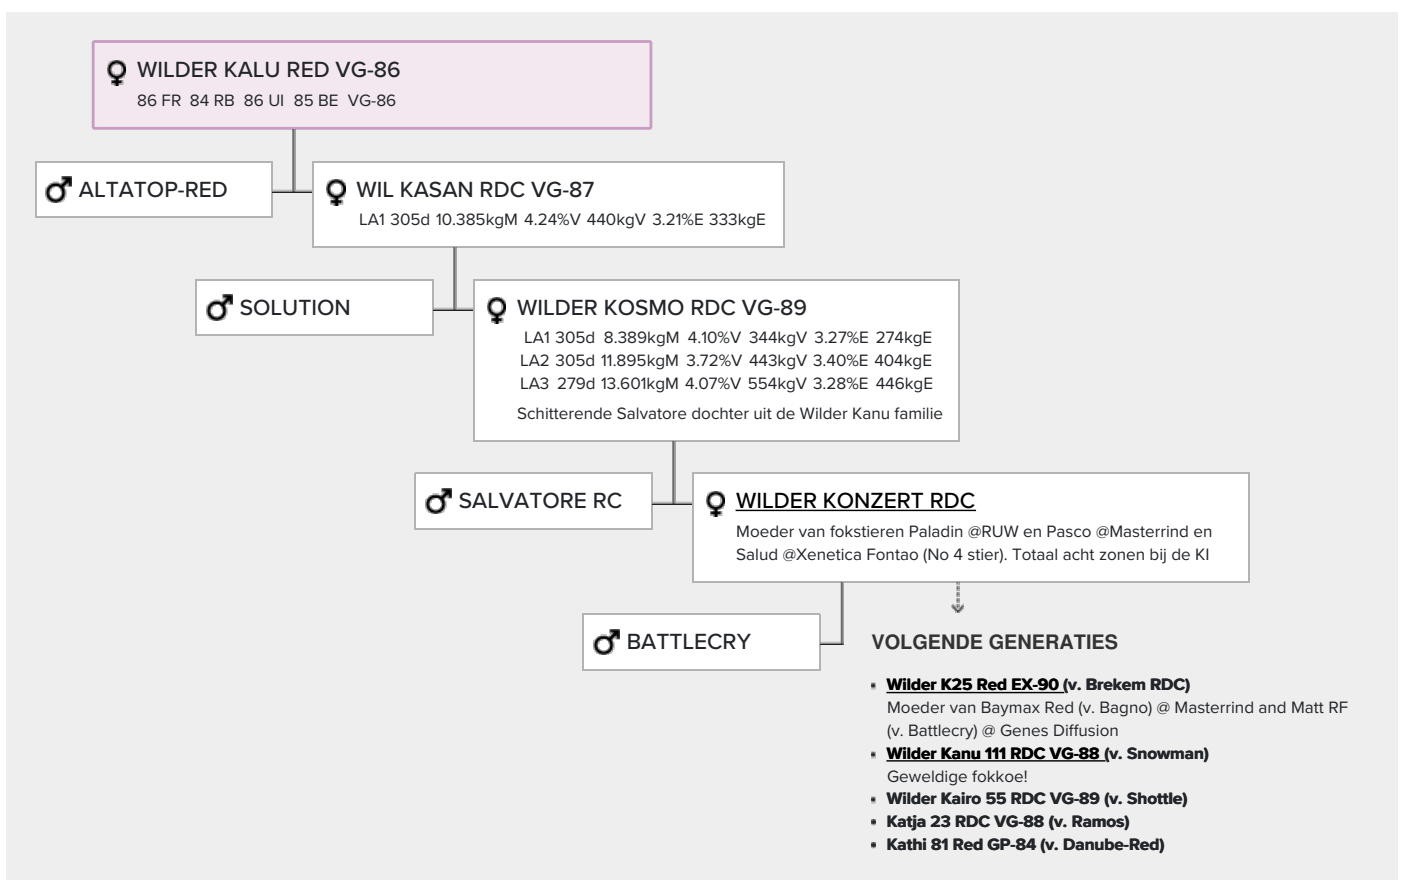 WILDER KALU RED VG-86
86 FR 84 RB 86 UI 85 BE VG-86
ALTATOP-RED
WIL KASAN RDC VG-87
LA1 305d 10.385kgM 4.24%V 440kgV 3.21%E 333kgE
SOLUTION
WILDER KOSMO RDC VG-89
LA1 305d 8.389kgM 4.10%V 344kgV 3.27%E 274kgE
LA2 305d 11.895kgM 3.72%V 443kgV 3.40%E 404kgE
LA3 279d 13.601kgM 4.07%V 554kgV 3.28%E 446kgE
Schitterende Salvatore dochter uit de Wilder Kanu familie
SALVATORE RC
WILDER KONZERT RDC
Moeder van fokstieren Paladin @RUW en Pasco @Masterrind en
Salud @Xenetica Fontao (No 4 stier). Totaal acht zonen bij de KI
BATTLECRY
VOLGENDE GENERATIES
Wilder K25 Red EX-90 (v. Brekem RDC)
Moeder van Baymax Red (v. Bagno) @ Masterrind and Matt RF
(v. Battlecry) @ Genes Diffusion
Wilder Kanu 111 RDC VG-88 (v. Snowman)
Geweldige fokkoe!
Wilder Kairo 55 RDC VG-89 (v. Shottle)
Katja 23 RDC VG-88 (v. Ramos)
Kathi 81 Red GP-84 (v. Danube-Red)